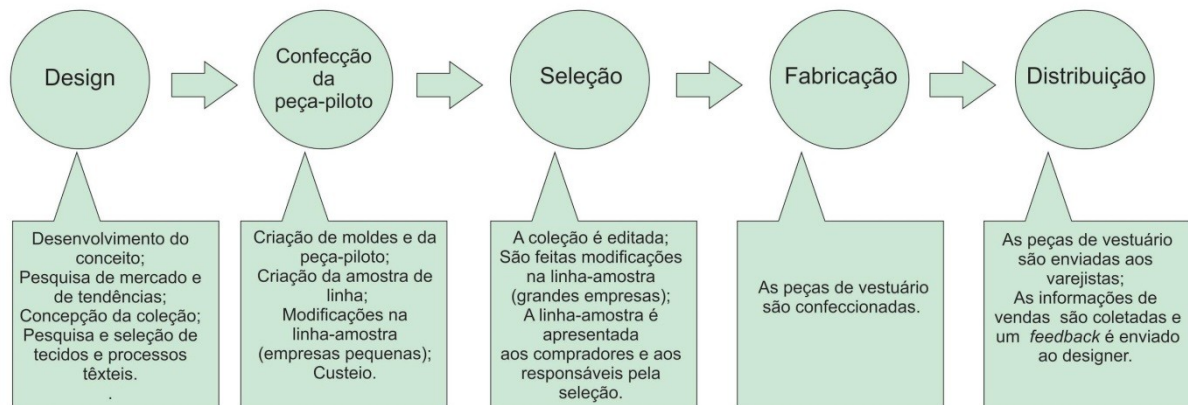 Design
Confecção
da
peça-piloto
Seleção
Fabricação
Distribuição
Desenvolvimento do
conceito;
Pesquisa de mercado e
de tendências;
Concepção da coleção;
Pesquisa e seleção de
tecidos e processos
têxteis.
.
Criação de moldes e da
peça-piloto;
Criação da amostra de
linha;
Modificações na
linha-amostra
(empresas pequenas);
Custeio.
A coleção é editada;
São feitas modificações
na linha-amostra
(grandes empresas);
A linha-amostra é
apresentada
aos compradores e aos
responsáveis pela
seleção.
As peças de vestuário
são confeccionadas.
As peças de vestuário
são enviadas aos
varejistas;
As informações de
vendas são coletadas e
um feedback é enviado
ao designer.